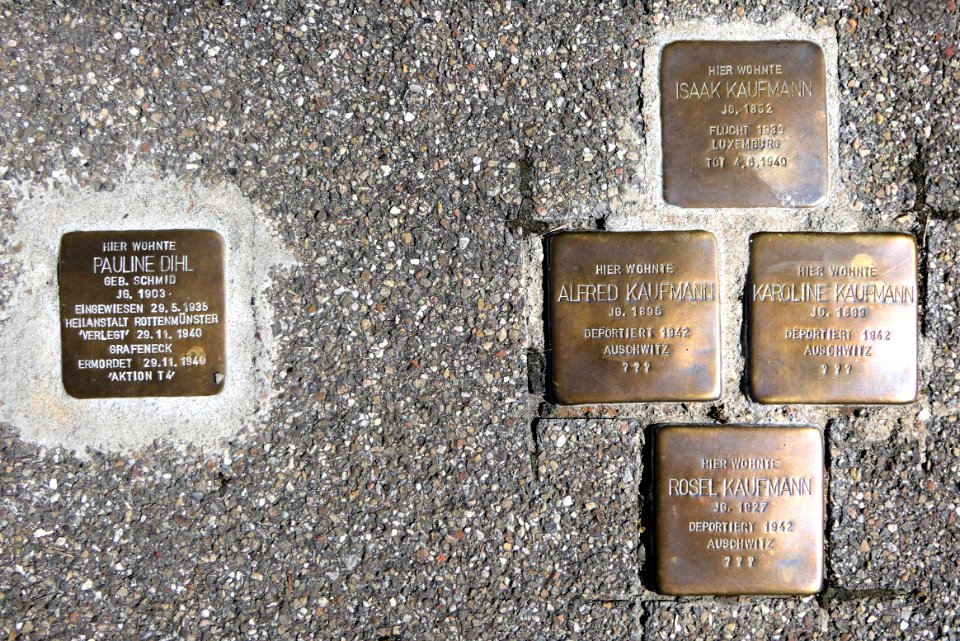 HIER WOHNTE
PAULINE DIHL
GEB. SCHMID
JG. 1903
EINGEWIESEN 29.5.1935
HEILANSTALT ROTTENMÜNSTER
'VERLEGT' 29.11.1940
GRAFENECK
ERMORDET 29.11.1940
'AKTION T4'
HIER WOHNTE
ISAAK KAUFMANN
JG. 1862
FLUCHT 1939
LUXEMBURG
TOT 4.6.1940
HIER WOHNTE
ALFRED KAUFMANN
JG. 1895
DEPORTIERT 1942
AUSCHWITZ
???
HIER WOHNTE
KAROLINE KAUFMANN
JG. 1899
DEPORTIERT 1942
AUSCHWITZ
???
HIER WOHNTE
ROSEL KAUFMANN
JG. 1927
DEPORTIERT 1942
AUSCHWITZ
???